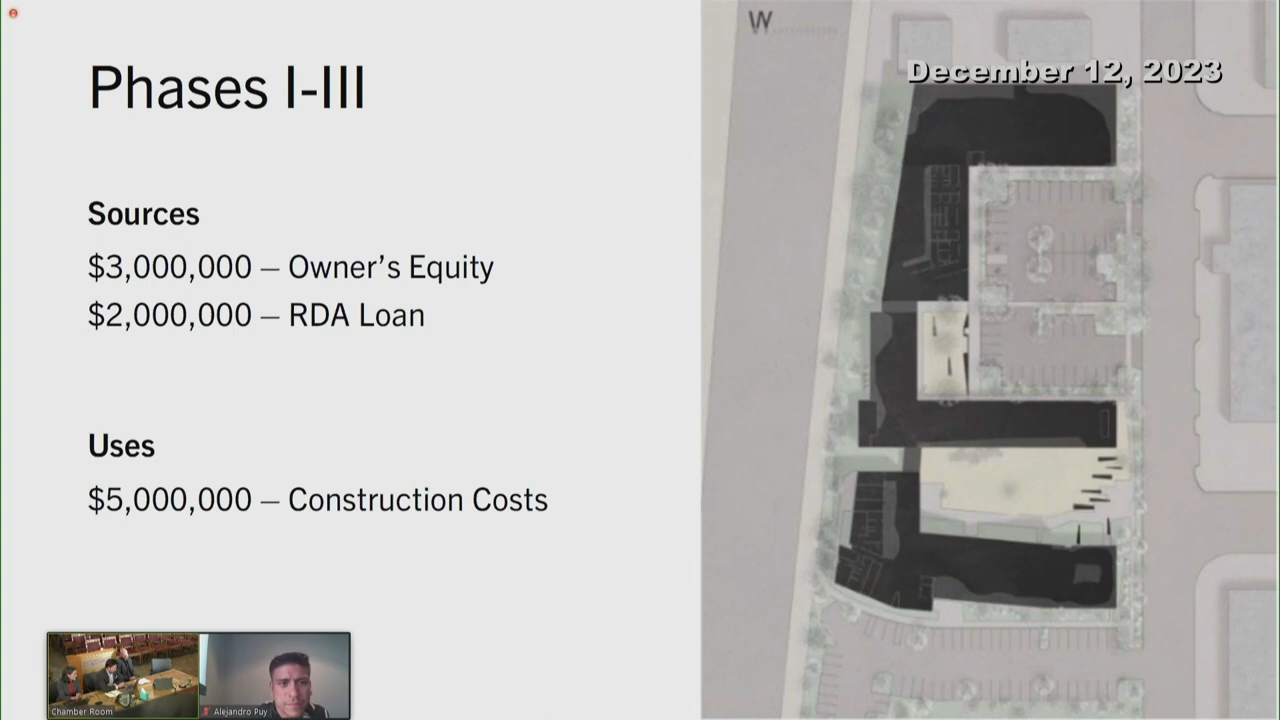 Phases I-III
Sources
$3,000,000 – Owner's Equity
$2,000,000 – RDA Loan
Uses
$5,000,000 – Construction Costs
W
December 12, 2023
Chamber Room
Alejandro Puy